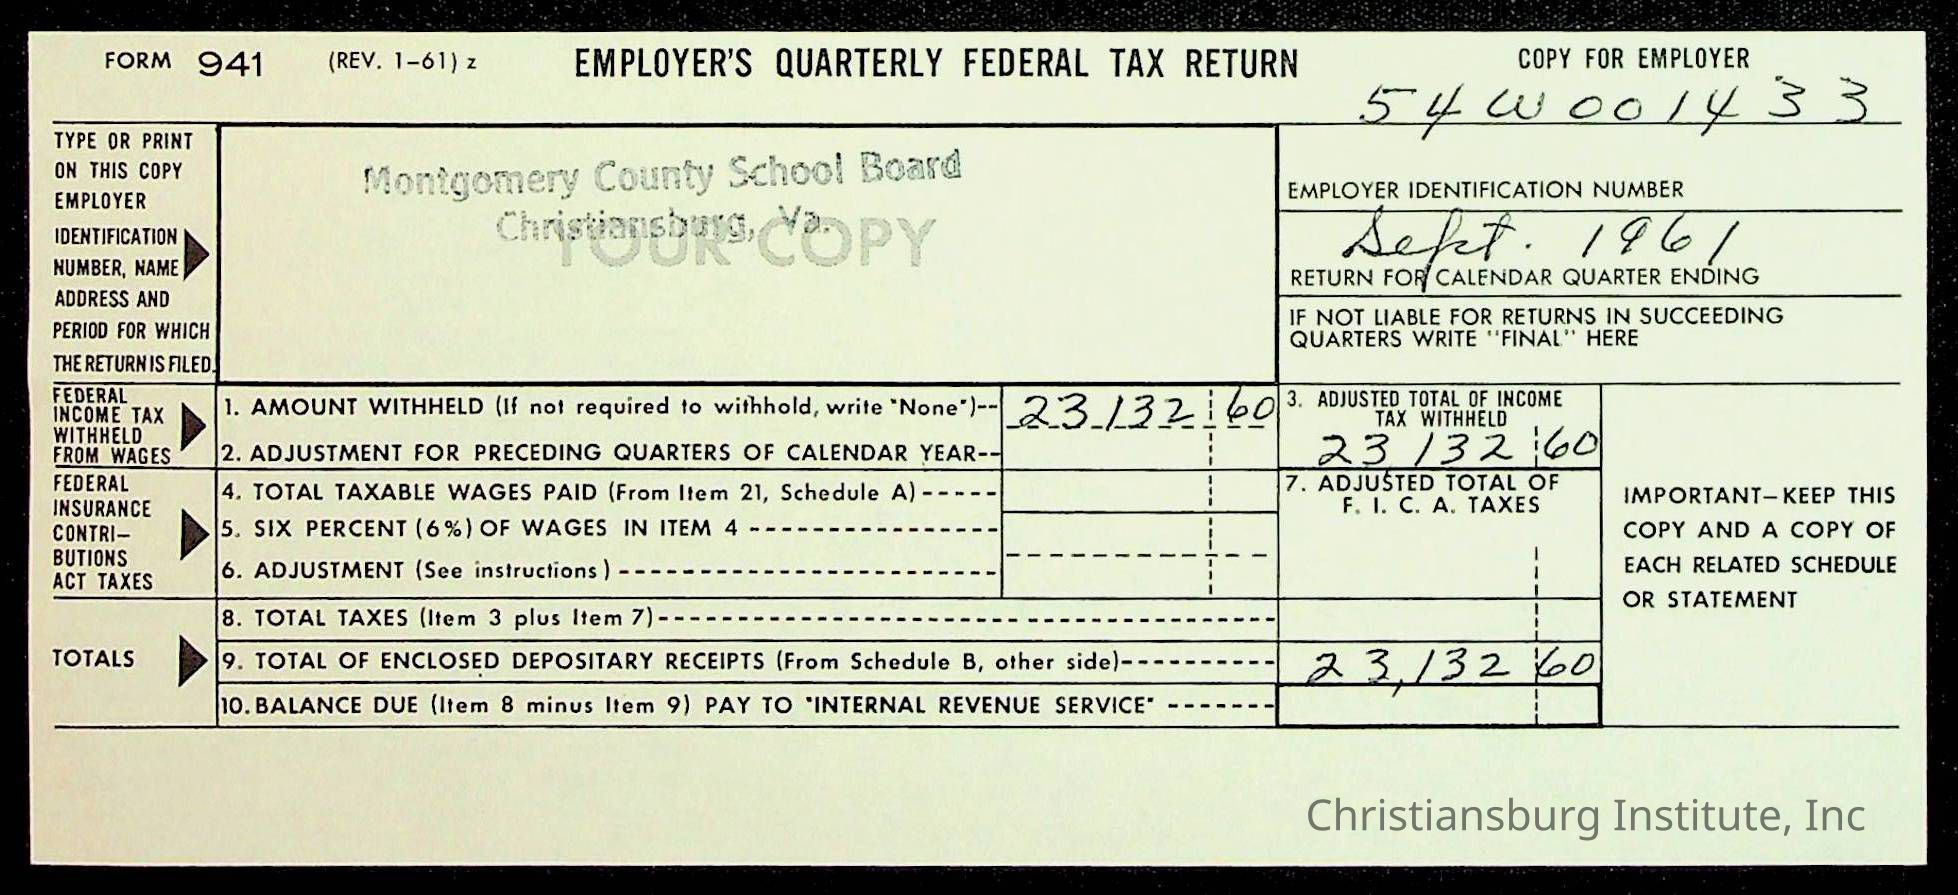 FORM 941 (REV. 1-61) z EMPLOYER'S QUARTERLY FEDERAL TAX RETURN COPY FOR EMPLOYER
54W001433
TYPE OR PRINT
ON THIS COPY
EMPLOYER
IDENTIFICATION
NUMBER, NAME
ADDRESS AND
PERIOD FOR WHICH
THE RETURN IS FILED.
Montgomery County School Board
Christiansburg, Va.
YOUR COPY
EMPLOYER IDENTIFICATION NUMBER
Sept. 1961
RETURN FOR CALENDAR QUARTER ENDING
IF NOT LIABLE FOR RETURNS IN SUCCEEDING
QUARTERS WRITE "FINAL" HERE
FEDERAL
INCOME TAX
WITHHELD
FROM WAGES
1. AMOUNT WITHHELD (If not required to withhold, write "None")-- 23,132 60
2. ADJUSTMENT FOR PRECEDING QUARTERS OF CALENDAR YEAR--
3. ADJUSTED TOTAL OF INCOME
TAX WITHHELD
23 132 60
FEDERAL
INSURANCE
CONTRI-
BUTIONS
ACT TAXES
4. TOTAL TAXABLE WAGES PAID (From Item 21, Schedule A)-----
5. SIX PERCENT (6%) OF WAGES IN ITEM 4 ----------------
6. ADJUSTMENT (See instructions)------------------------
7. ADJUSTED TOTAL OF
F. I. C. A. TAXES
IMPORTANT—KEEP THIS
COPY AND A COPY OF
EACH RELATED SCHEDULE
OR STATEMENT
TOTALS
8. TOTAL TAXES (Item 3 plus Item 7)---------------------------------------
9. TOTAL OF ENCLOSED DEPOSITARY RECEIPTS (From Schedule B, other side)---------- 23,132 60
10. BALANCE DUE (Item 8 minus Item 9) PAY TO "INTERNAL REVENUE SERVICE" -------
Christiansburg Institute, Inc